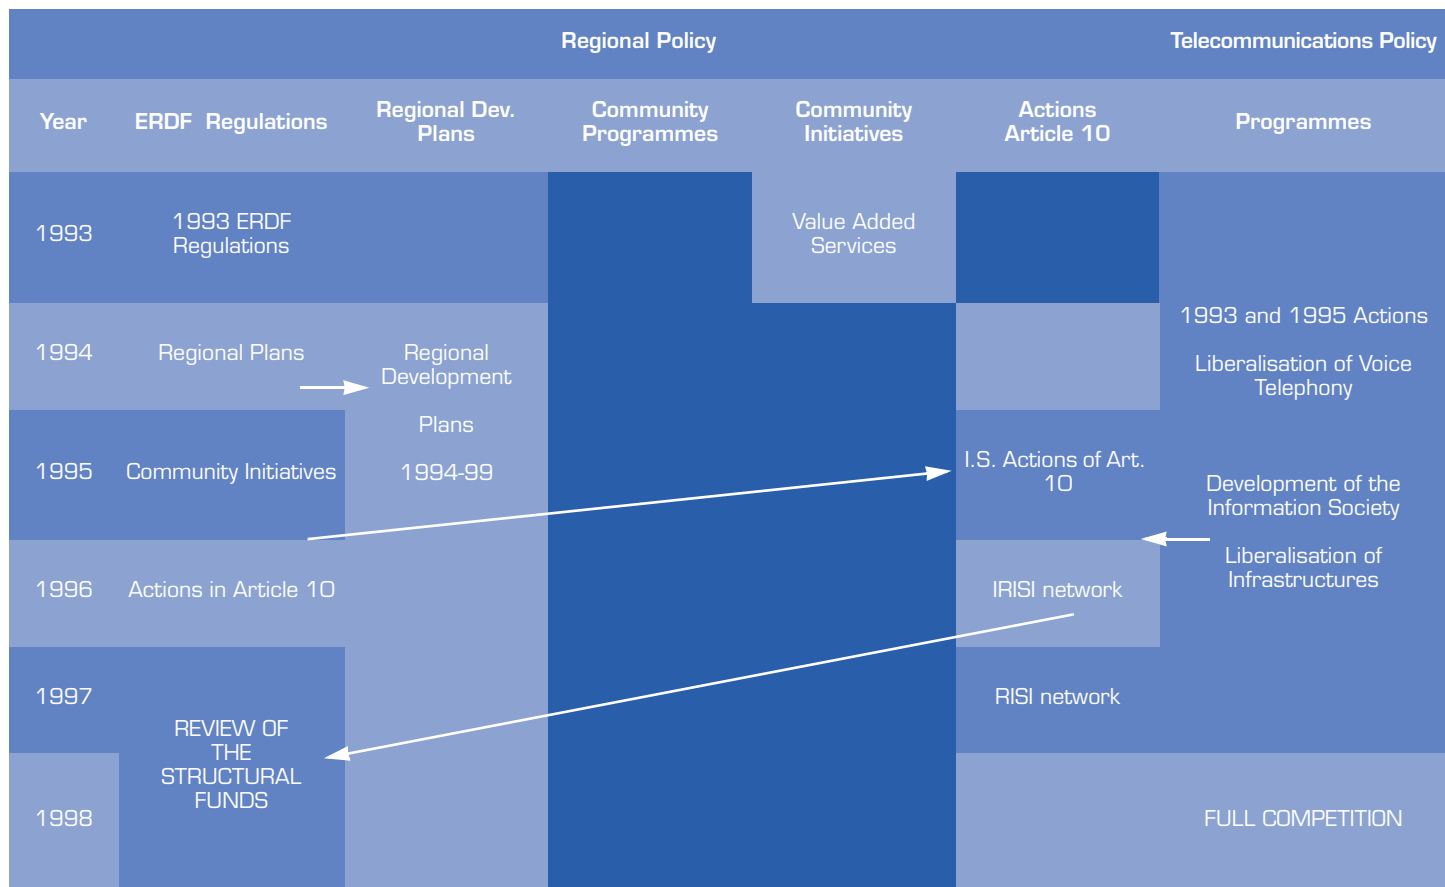 Regional Policy
Telecommunications Policy
Year
ERDF Regulations
Regional Dev.
Plans
Community
Programmes
Community
Initiatives
Actions
Article 10
Programmes
1993
1993 ERDF
Regulations
Value Added
Services
1994
Regional Plans
Regional
Development
Plans
1994-99
1993 and 1995 Actions
Liberalisation of Voice
Telephony
1995
Community Initiatives
I.S. Actions of Art.
10
Development of the
Information Society
Liberalisation of
Infrastructures
1996
Actions in Article 10
IRISI network
1997
REVIEW OF
THE
STRUCTURAL
FUNDS
RISI network
1998
FULL COMPETITION